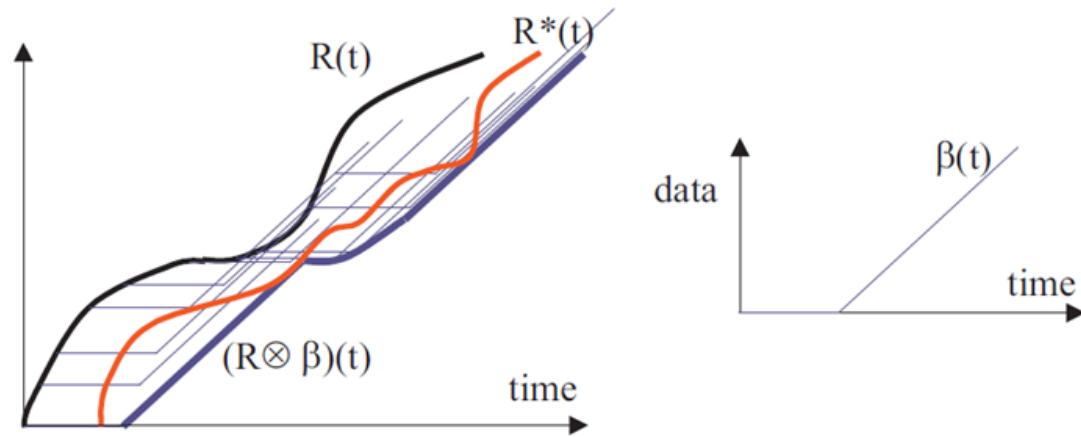 R(t)
R*(t)
(R⊗ β)(t)
time
data
β(t)
time